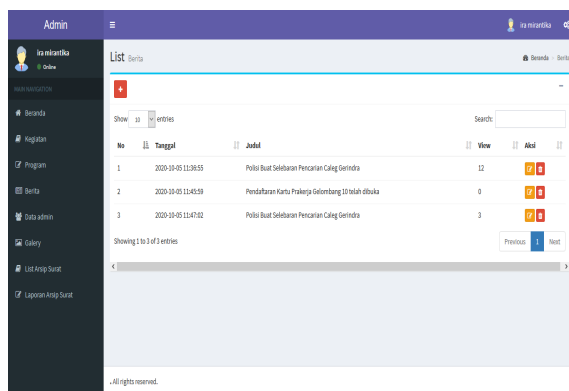 Admin
ira mirantika
ira mirantika
Online
MAIN NAVIGATION
Beranda
Kegiatan
Program
Berita
Data admin
Galery
List Arsip Surat
Laporan Arsip Surat
List Berita
Beranda Berita
Show 10 entries
Search:
No Tanggal Judul View Aksi
1 2020-10-05 11:36:55 Polisi Buat Selebaran Pencarian Caleg Gerindra 12
2 2020-10-05 11:45:59 Pendaftaran Kartu Prakerja Gelombang 10 telah dibuka 0
3 2020-10-05 11:47:02 Polisi Buat Selebaran Pencarian Caleg Gerindra 3
Showing 1 to 3 of 3 entries
Previous 1 Next
. All rights reserved.